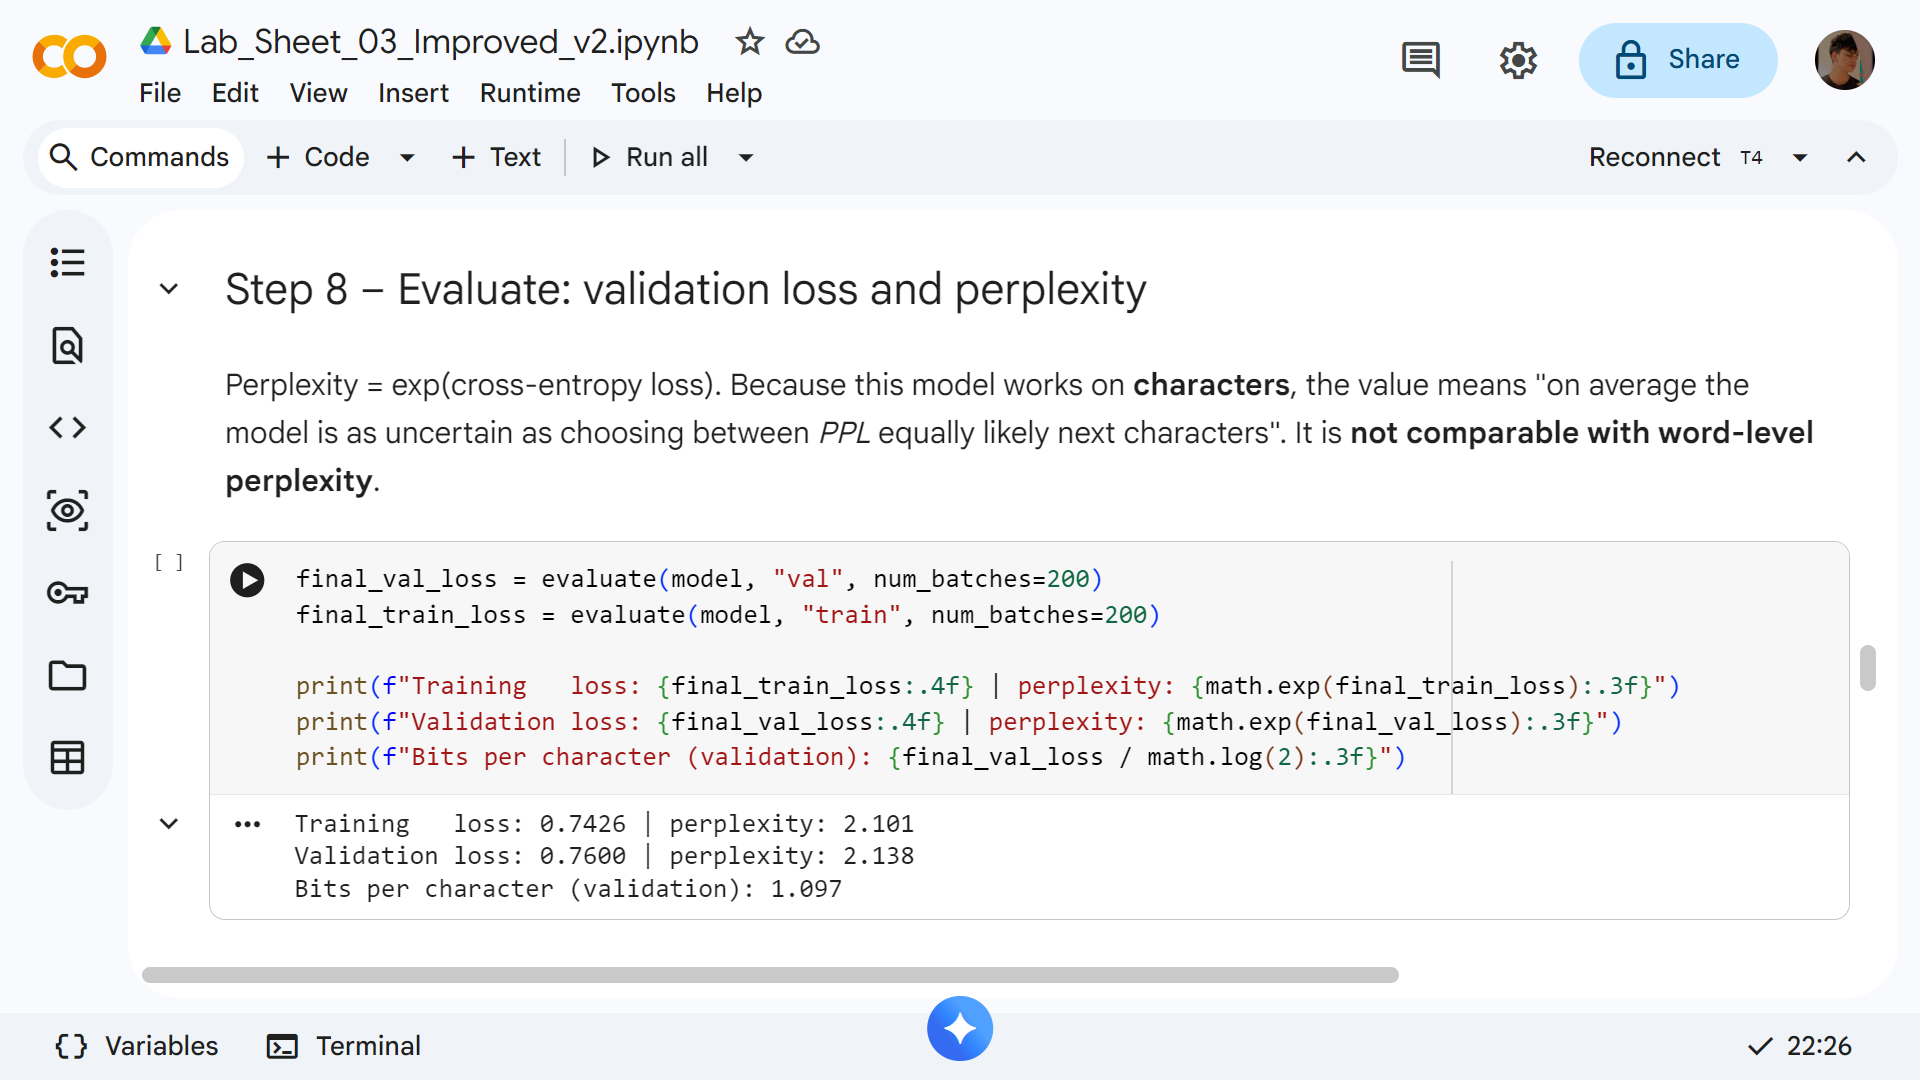 Lab_Sheet_03_Improved_v2.ipynb
File Edit View Insert Runtime Tools Help
Share
Commands + Code + Text Run all
Reconnect T4
Step 8 – Evaluate: validation loss and perplexity
Perplexity = exp(cross-entropy loss). Because this model works on characters, the value means "on average the
model is as uncertain as choosing between PPL equally likely next characters". It is not comparable with word-level
perplexity.
[ ]
final_val_loss = evaluate(model, "val", num_batches=200)
final_train_loss = evaluate(model, "train", num_batches=200)
print(f"Training   loss: {final_train_loss:.4f} | perplexity: {math.exp(final_train_loss):.3f}")
print(f"Validation loss: {final_val_loss:.4f} | perplexity: {math.exp(final_val_loss):.3f}")
print(f"Bits per character (validation): {final_val_loss / math.log(2):.3f}")
Training   loss: 0.7426 | perplexity: 2.101
Validation loss: 0.7600 | perplexity: 2.138
Bits per character (validation): 1.097
Variables Terminal
22:26